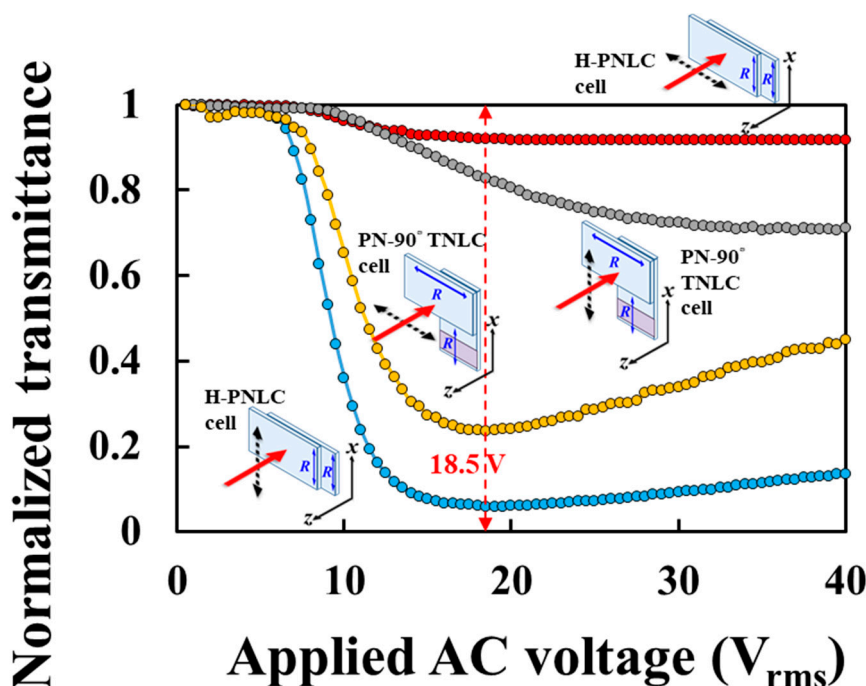 H-PNLC
cell
R
R
x
z
Normalized transmittance
1
0.8
0.6
0.4
0.2
0
PN-90° TNLC
cell
R
R
x
z
PN-90°
TNLC
cell
R
R
x
z
H-PNLC
cell
R
R
x
z
18.5 V
0
10
20
30
40
Applied AC voltage (Vrms)